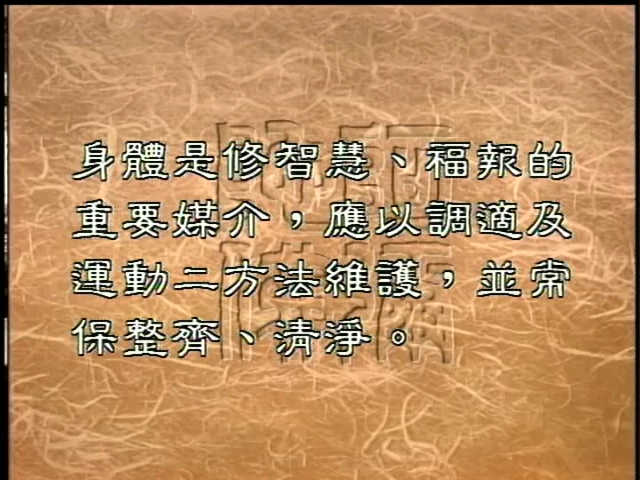 身體是修智慧、福報的
重要媒介，應以調適及
運動二方法維護，並常
保整齊、清淨。